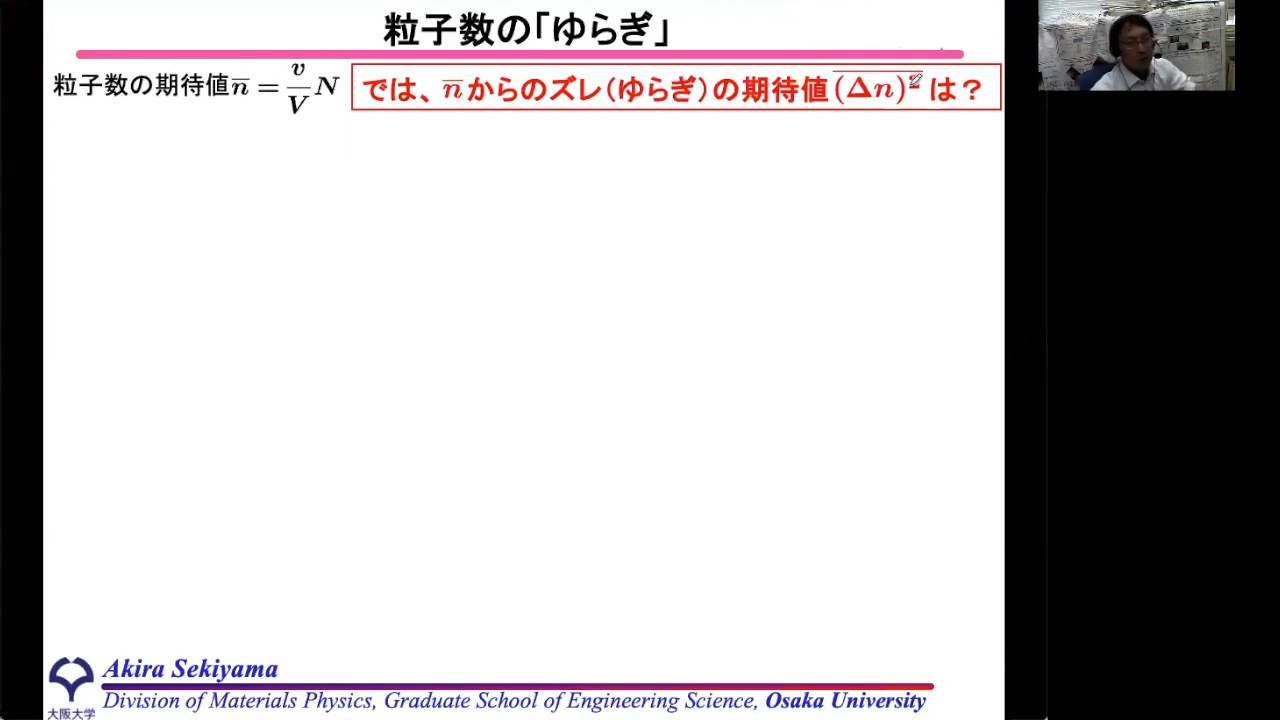 粒子数の「ゆらぎ」
粒子数の期待値 n̅ = v/V N
では、n̅からのズレ(ゆらぎ)の期待値 \overline{(Δn)²} は?
Akira Sekiyama
Division of Materials Physics, Graduate School of Engineering Science, Osaka University
大阪大学